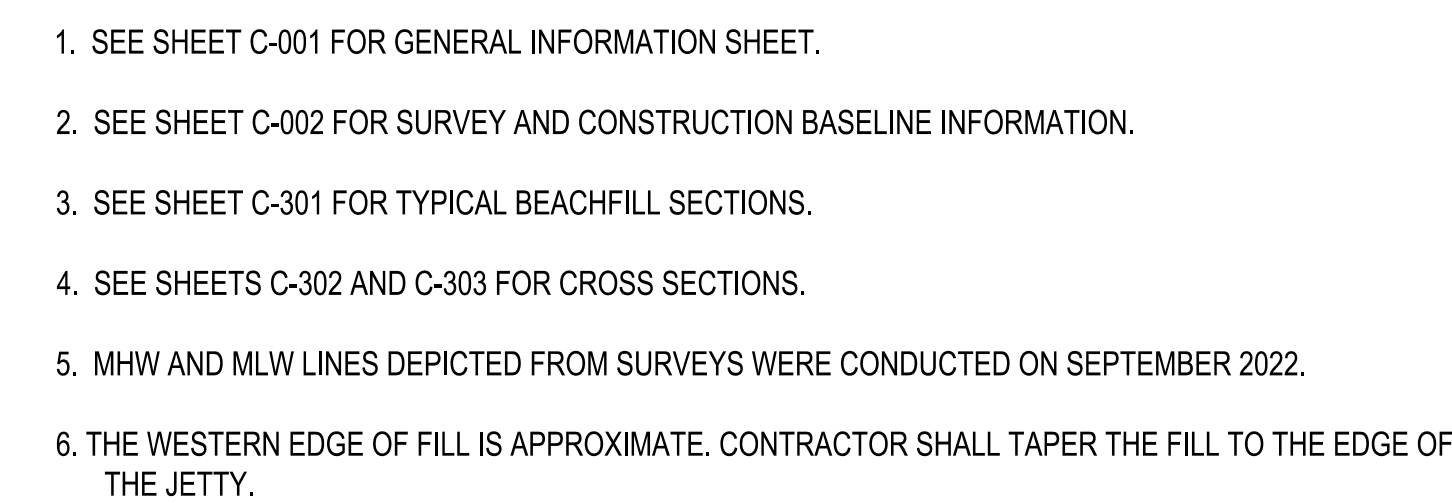 1. SEE SHEET C-001 FOR GENERAL INFORMATION SHEET.
2. SEE SHEET C-002 FOR SURVEY AND CONSTRUCTION BASELINE INFORMATION.
3. SEE SHEET C-301 FOR TYPICAL BEACHFILL SECTIONS.
4. SEE SHEETS C-302 AND C-303 FOR CROSS SECTIONS.
5. MHW AND MLW LINES DEPICTED FROM SURVEYS WERE CONDUCTED ON SEPTEMBER 2022.
6. THE WESTERN EDGE OF FILL IS APPROXIMATE. CONTRACTOR SHALL TAPER THE FILL TO THE EDGE OF
THE JETTY.